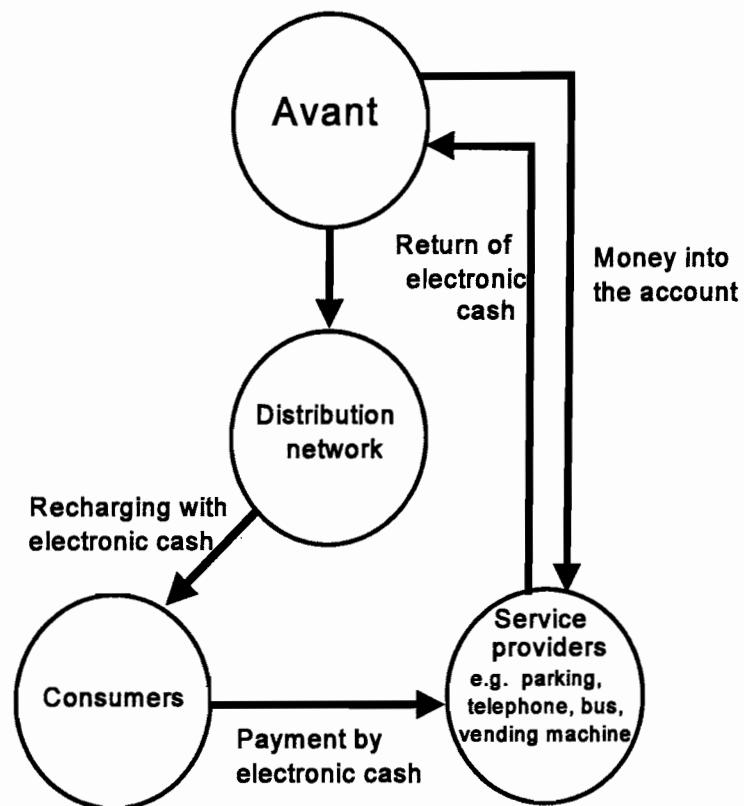 Avant
Return of
electronic
cash
Money into
the account
Distribution
network
Recharging with
electronic cash
Consumers
Payment by
electronic cash
Service
providers
e.g. parking,
telephone, bus,
vending machine